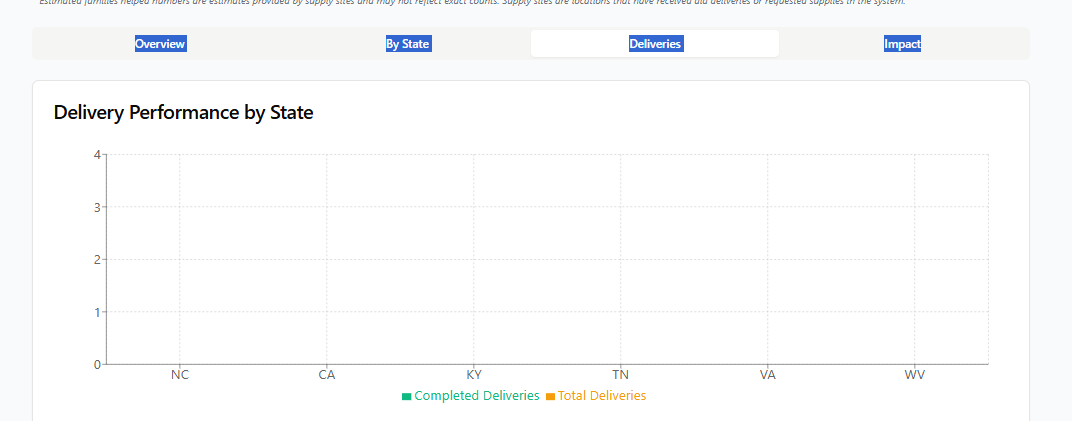 Estimated families helped numbers are estimates provided by supply sites and may not reflect exact counts. Supply sites are locations that have received aid deliveries or requested supplies in the system.
Overview By State Deliveries Impact
Delivery Performance by State
4
3
2
1
0
NC CA KY TN VA WV
Completed Deliveries Total Deliveries